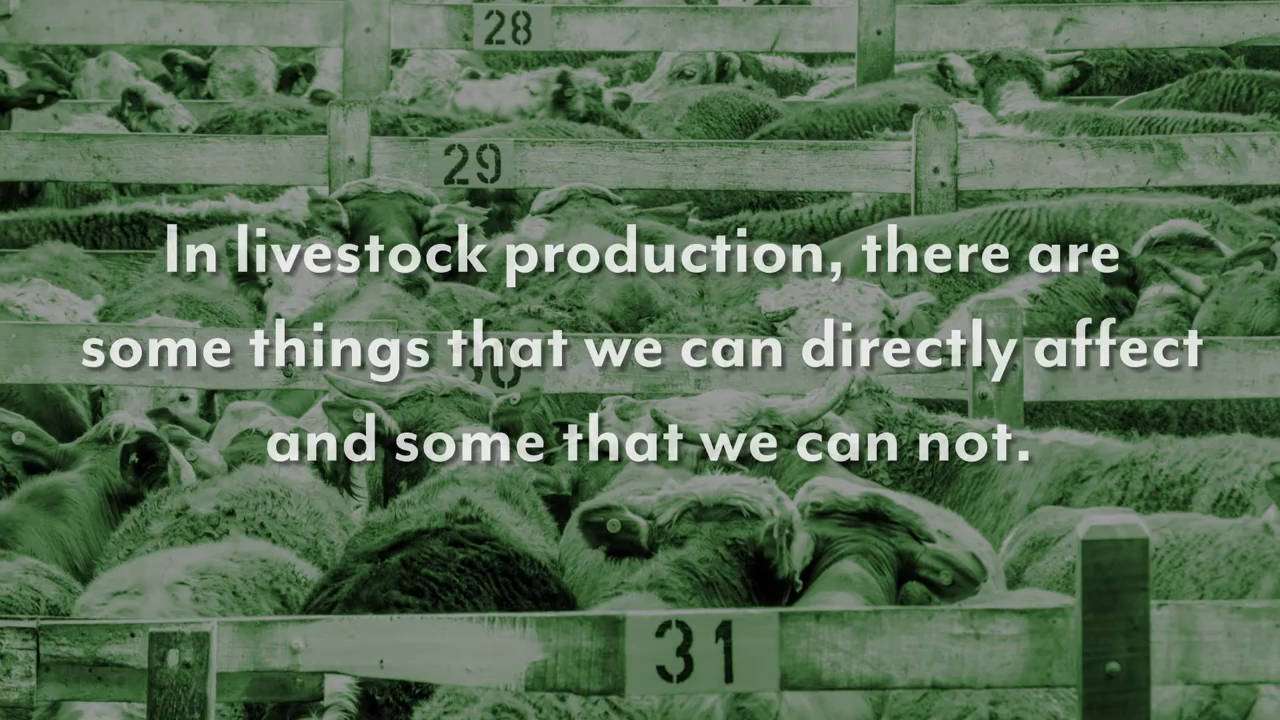 28
29
In livestock production, there are
some things that we can directly affect
30
and some that we can not.
31